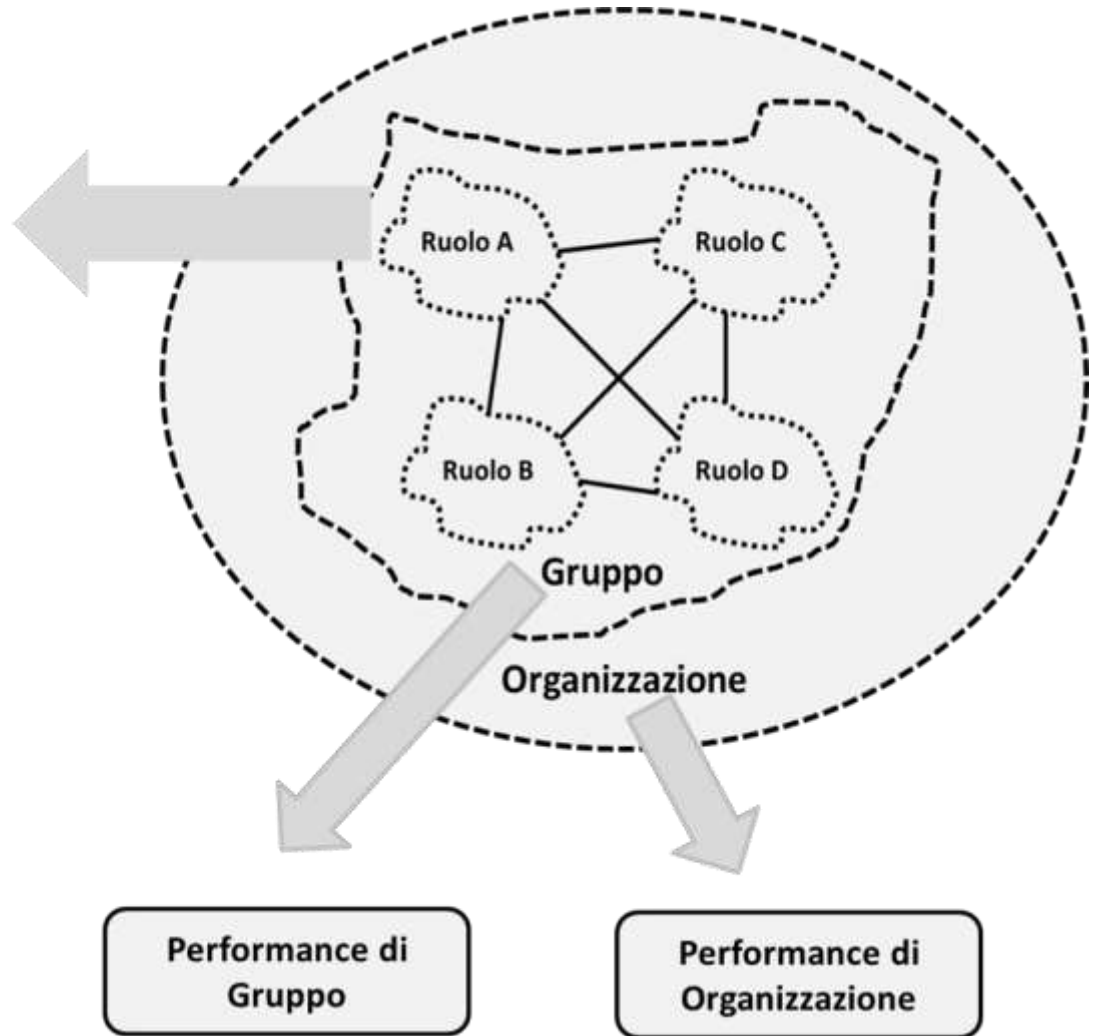 Ruolo A
Ruolo C
Ruolo B
Ruolo D
Gruppo
Organizzazione
Performance di
Gruppo
Performance di
Organizzazione